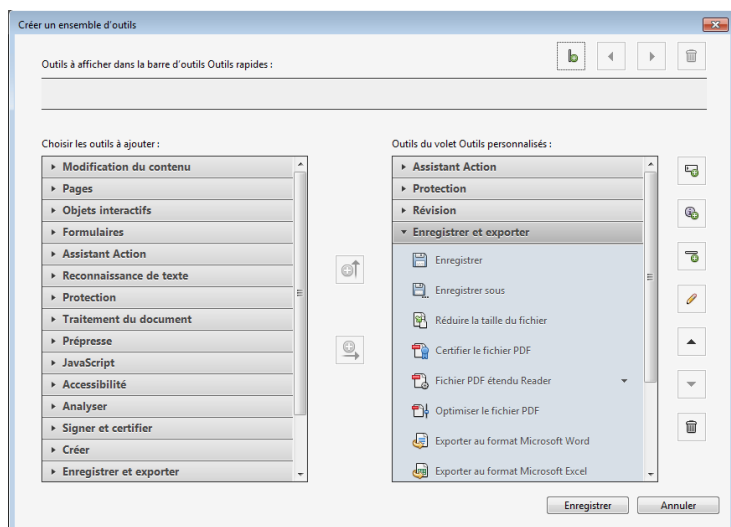 Créer un ensemble d'outils
Outils à afficher dans la barre d'outils Outils rapides :
Choisir les outils à ajouter :
Modification du contenu
Pages
Objets interactifs
Formulaires
Assistant Action
Reconnaissance de texte
Protection
Traitement du document
Prépresse
JavaScript
Accessibilité
Analyser
Signer et certifier
Créer
Enregistrer et exporter
Outils du volet Outils personnalisés :
Assistant Action
Protection
Révision
Enregistrer et exporter
Enregistrer
Enregistrer sous
Réduire la taille du fichier
Certifier le fichier PDF
Fichier PDF étendu Reader
Optimiser le fichier PDF
Exporter au format Microsoft Word
Exporter au format Microsoft Excel
Enregistrer
Annuler